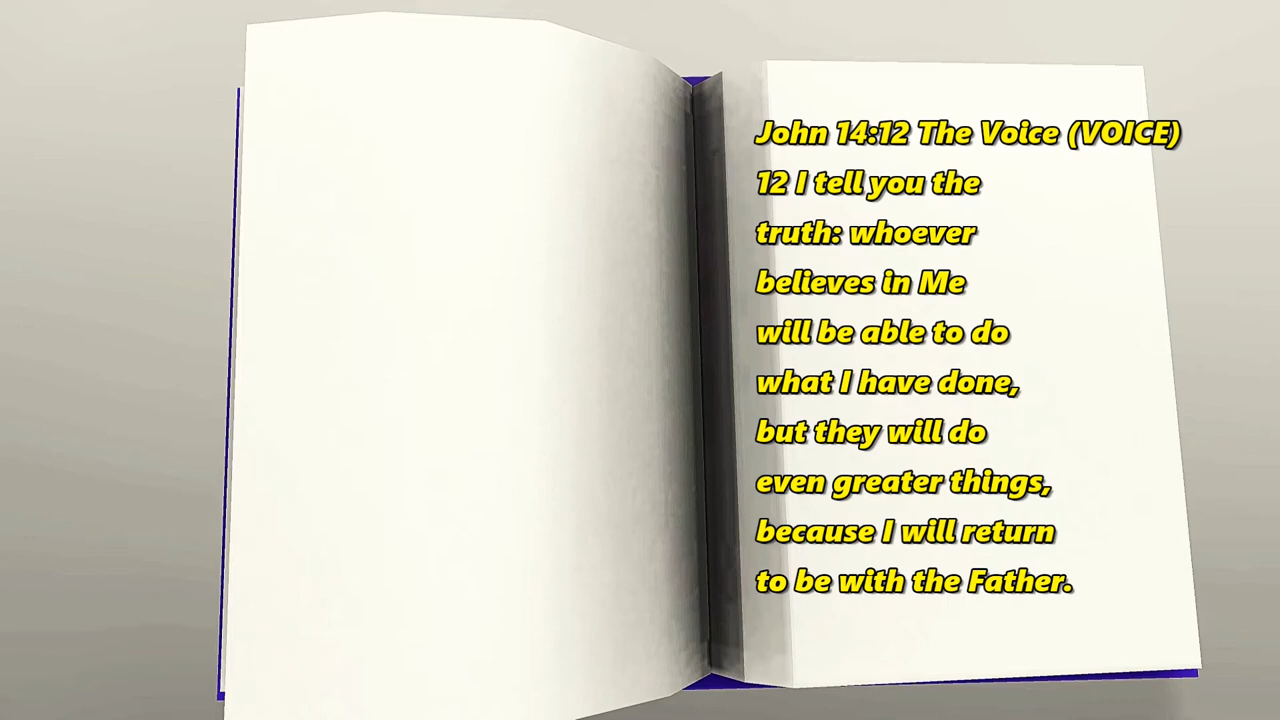 John 14:12 The Voice (VOICE)
12 I tell you the
truth: whoever
believes in Me
will be able to do
what I have done,
but they will do
even greater things,
because I will return
to be with the Father.